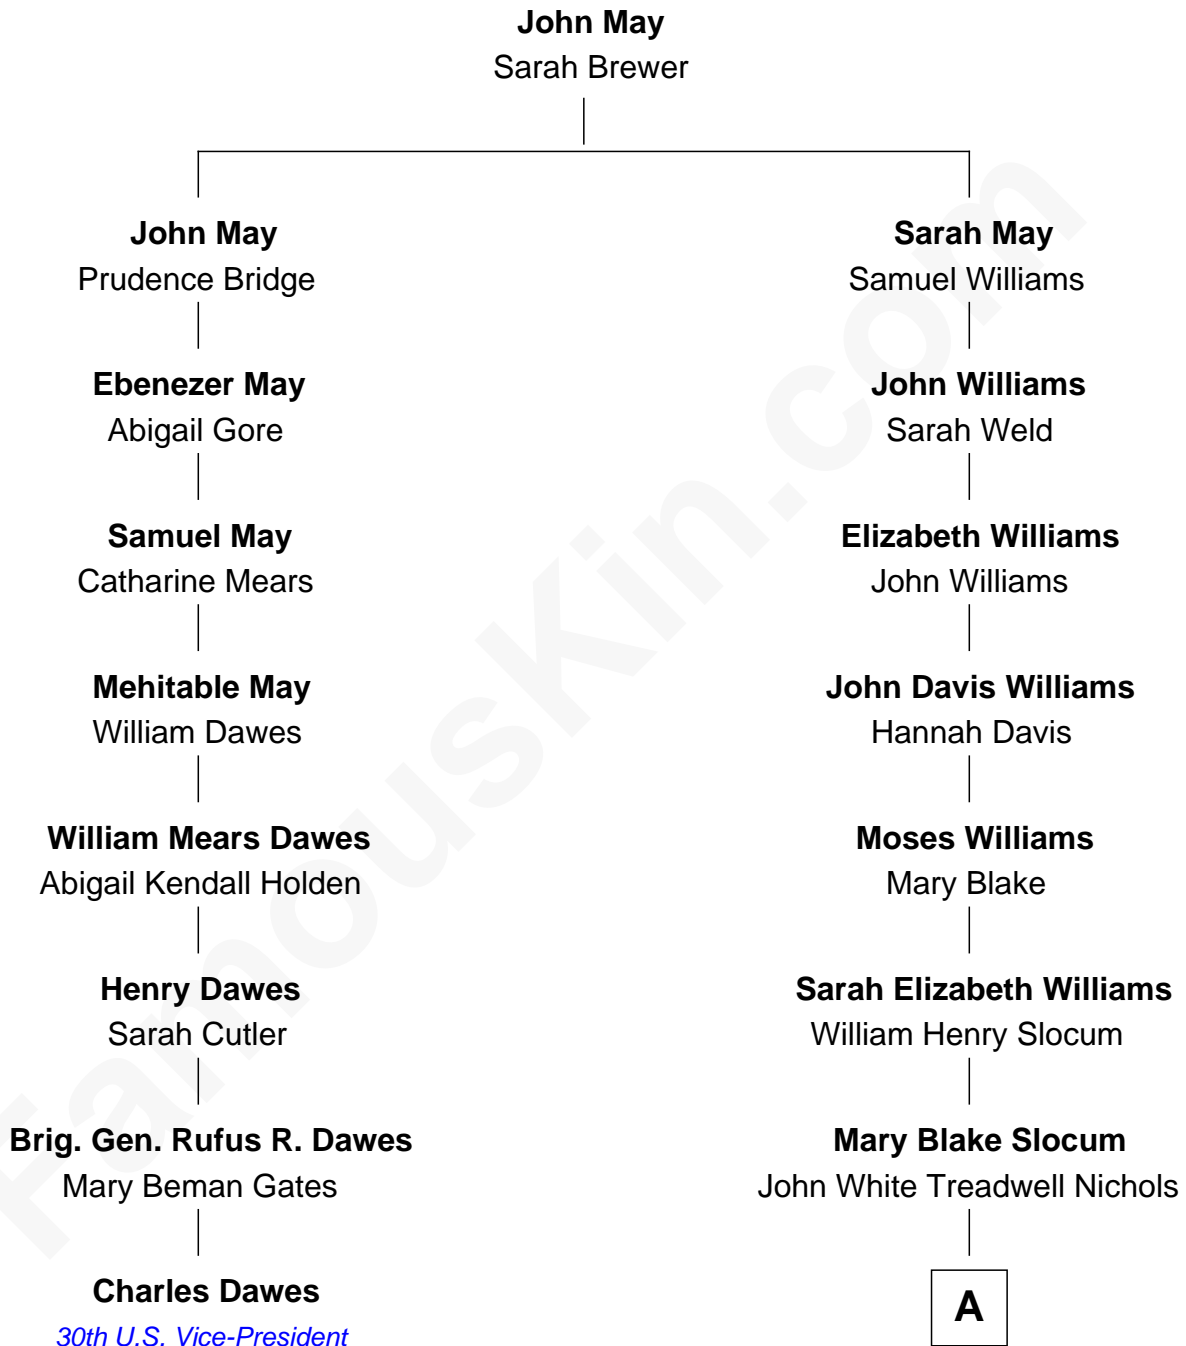 John May
Sarah Brewer
John May
Prudence Bridge
Ebenezer May
Abigail Gore
Samuel May
Catharine Mears
Mehitable May
William Dawes
William Mears Dawes
Abigail Kendall Holden
Henry Dawes
Sarah Cutler
Brig. Gen. Rufus R. Dawes
Mary Beman Gates
Charles Dawes
30th U.S. Vice-President
Sarah May
Samuel Williams
John Williams
Sarah Weld
Elizabeth Williams
John Williams
John Davis Williams
Hannah Davis
Moses Williams
Mary Blake
Sarah Elizabeth Williams
William Henry Slocum
Mary Blake Slocum
John White Treadwell Nichols
A
FamousKin.com